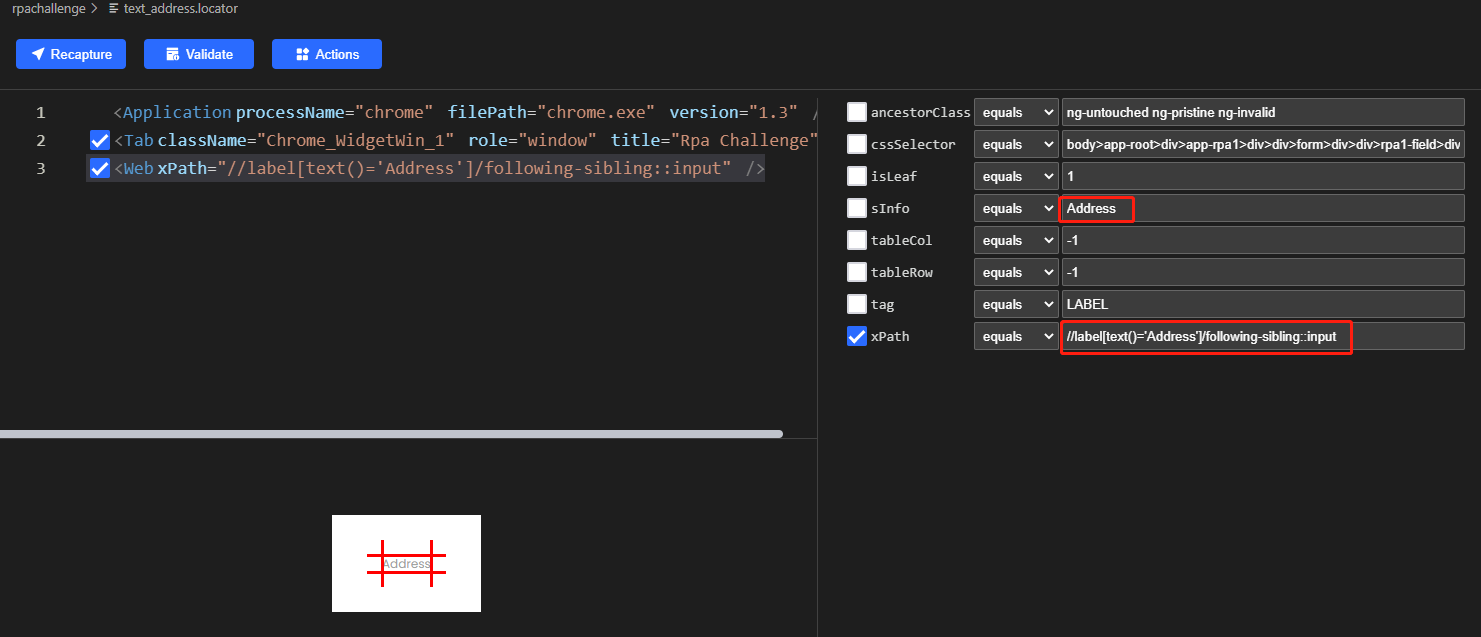 rpachallenge > text_address.locator
Recapture Validate Actions
1 <Application processName="chrome" filePath="chrome.exe" version="1.3" /
2 <Tab className="Chrome_WidgetWin_1" role="window" title="Rpa Challenge"
3 <Web xPath="//label[text()='Address']/following-sibling::input" />
ancestorClass equals ng-untouched ng-pristine ng-invalid
cssSelector equals body>app-root>div>app-rpa1>div>div>form>div>div>rpa1-field>div
isLeaf equals 1
sInfo equals Address
tableCol equals -1
tableRow equals -1
tag equals LABEL
xPath equals //label[text()='Address']/following-sibling::input
Address